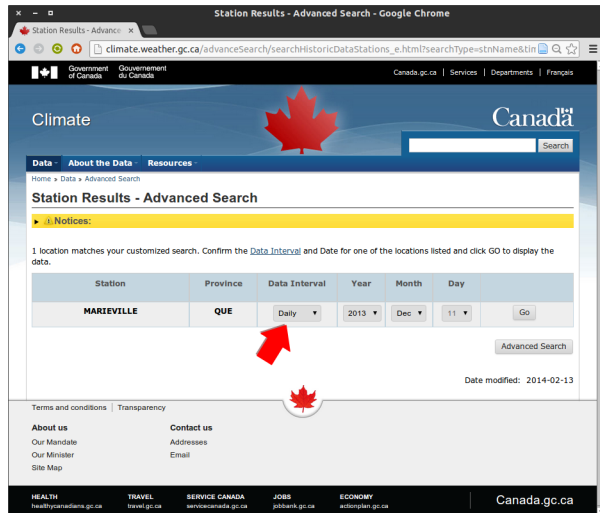 Station Results - Advanced Search - Google Chrome
Station Results - Advance
climate.weather.gc.ca/advanceSearch/searchHistoricDataStations_e.html?searchType=stnName&tin
Government of Canada
Gouvernement du Canada
Canada.gc.ca | Services | Departments | Français
Climate
Canada
Search
Data
About the Data
Resources
Home » Data » Advanced Search
Station Results - Advanced Search
Notices:
1 location matches your customized search. Confirm the Data Interval and Date for one of the locations listed and click GO to display the
data.
Station Province Data Interval Year Month Day
MARIEVILLE QUE Daily 2013 Dec 11 Go
Advanced Search
Date modified: 2014-02-13
Terms and conditions | Transparency
About us Contact us
Our Mandate Addresses
Our Minister Email
Site Map
HEALTH TRAVEL SERVICE CANADA JOBS ECONOMY
healthycanadians.gc.ca travel.gc.ca servicecanada.gc.ca jobbank.gc.ca actionplan.gc.ca
Canada.gc.ca